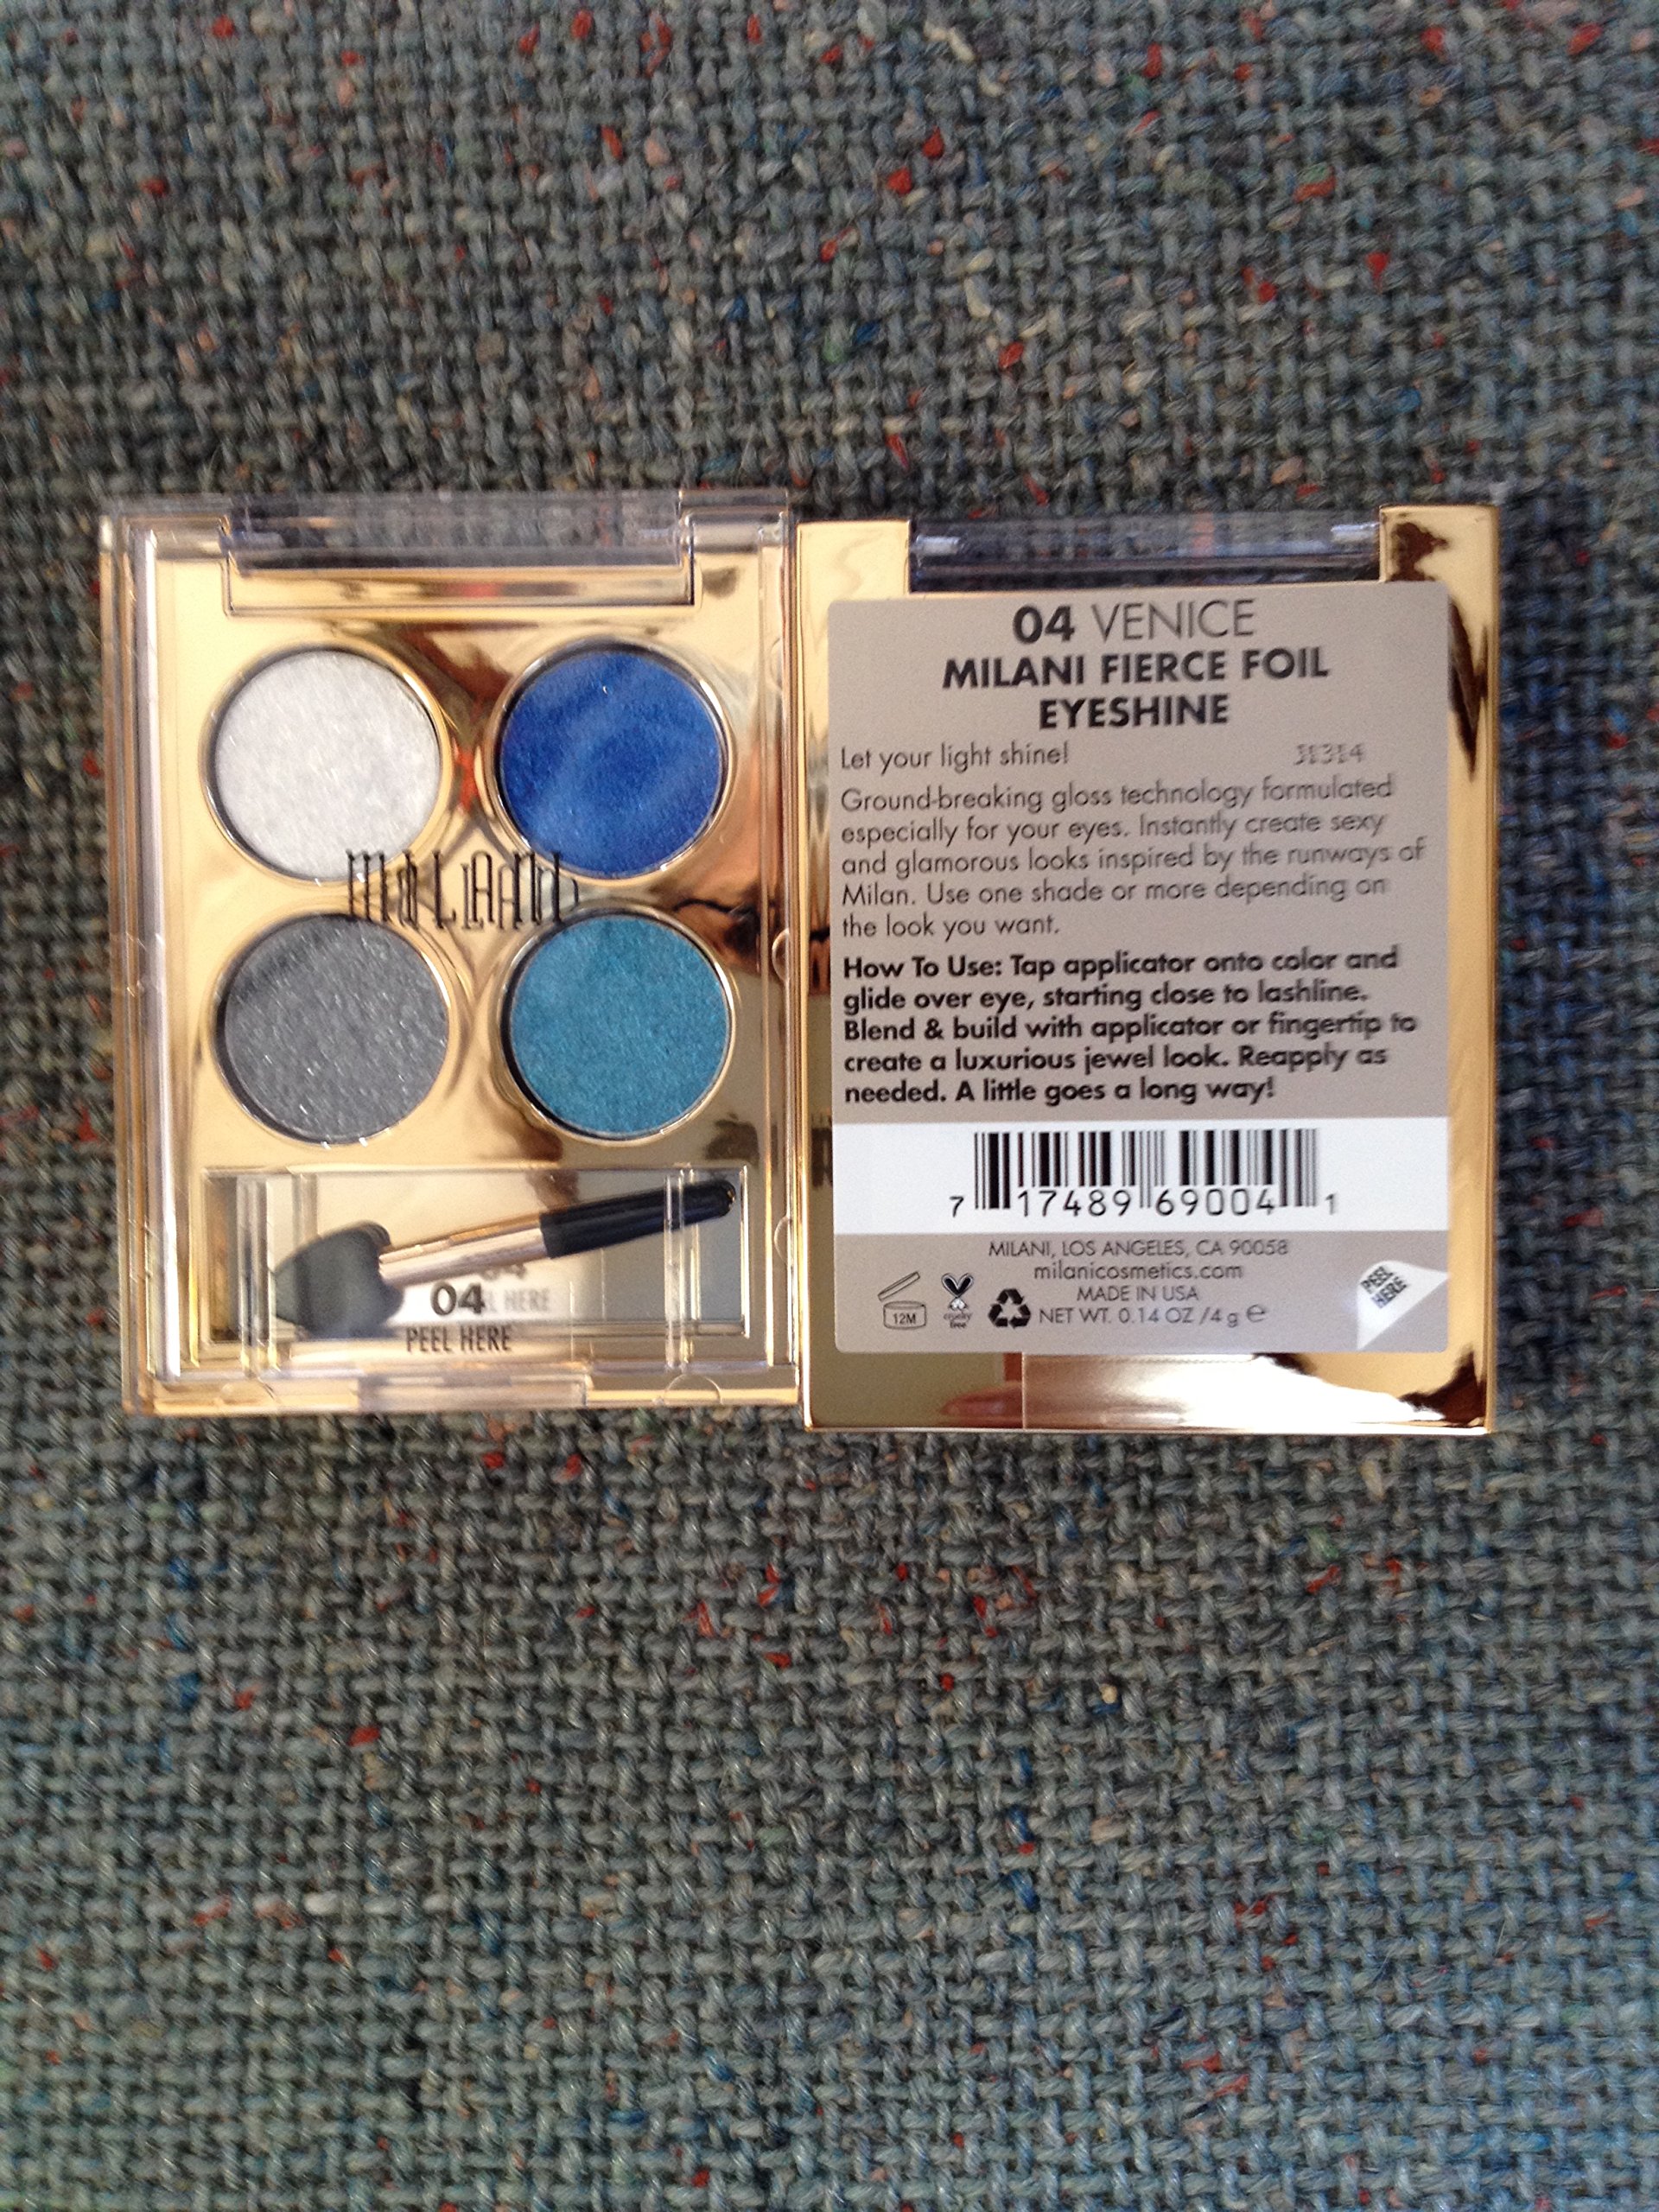 MILANI
04
PEEL HERE
04 VENICE
MILANI FIERCE FOIL
EYESHINE
Let your light shine!
Ground-breaking gloss technology formulated
especially for your eyes. Instantly create sexy
and glamorous looks inspired by the runways of
Milan. Use one shade or more depending on
the look you want.
How To Use: Tap applicator onto color and
glide over eye, starting close to lashline.
Blend & build with applicator or fingertip to
create a luxurious jewel look. Reapply as
needed. A little goes a long way!
7 17489 69004 1
MILANI, LOS ANGELES, CA 90058
milanicosmetics.com
MADE IN USA
NET WT. 0.14 OZ /4 g e
12M
cruelty
free
PEEL
HERE